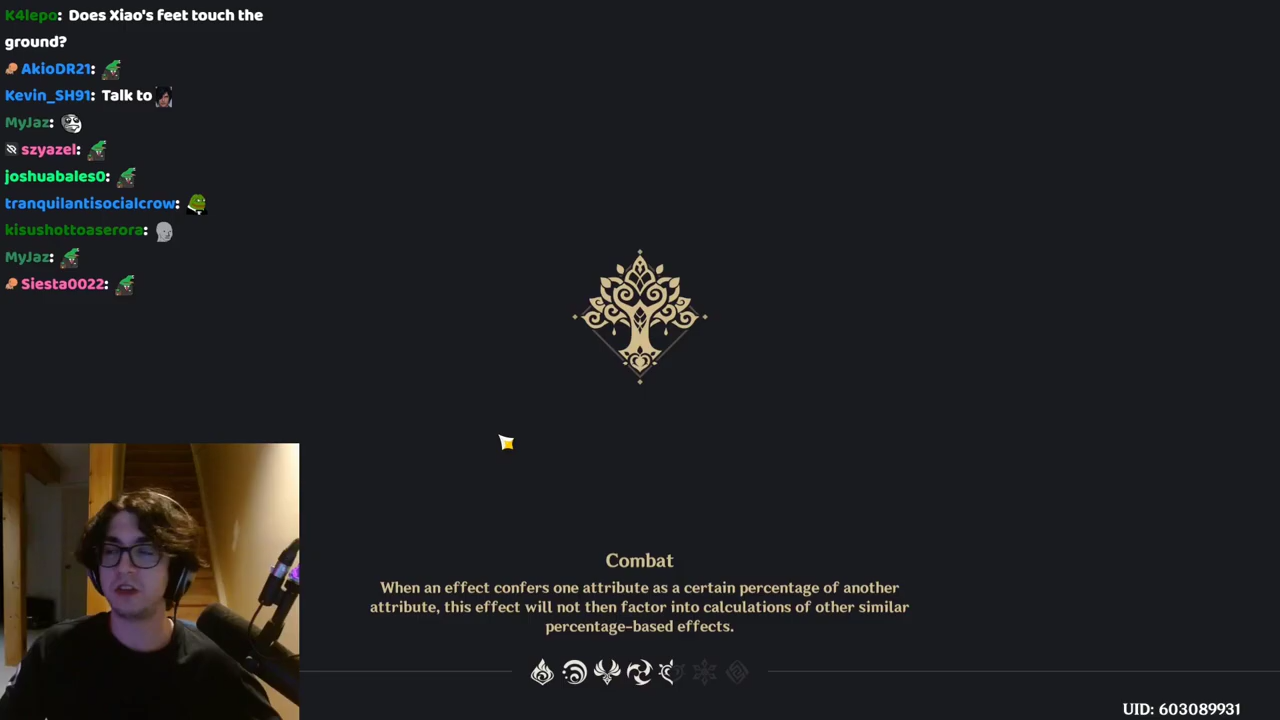 K4lepo: Does Xiao's feet touch the
ground?
AkioDR21:
Kevin_SH91: Talk to
MyJaz:
szyazel:
joshuabales0:
tranquilantisocialcrow:
kisushottoaserora:
MyJaz:
Siesta0022:
Combat
When an effect confers one attribute as a certain percentage of another
attribute, this effect will not then factor into calculations of other similar
percentage-based effects.
UID: 603089931